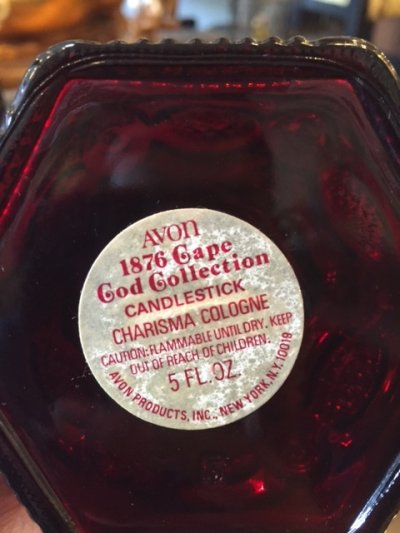 AVON
1876 Cape
Cod Collection
CANDLESTICK
CHARISMA COLOGNE
CAUTION: FLAMMABLE UNTIL DRY. KEEP
OUT OF REACH OF CHILDREN.
5 FL. OZ.
AVON PRODUCTS, INC., NEW YORK, N.Y. 10019